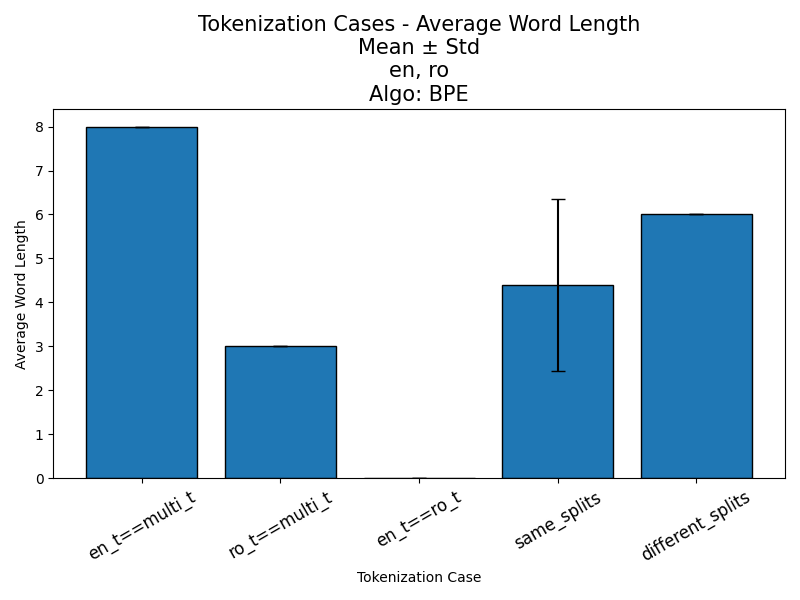 Tokenization Cases - Average Word Length
Mean ± Std
en, ro
Algo: BPE
Average Word Length
8
7
6
5
4
3
2
1
0
en_t==multi_t
ro_t==multi_t
en_t==ro_t
same_splits
different_splits
Tokenization Case